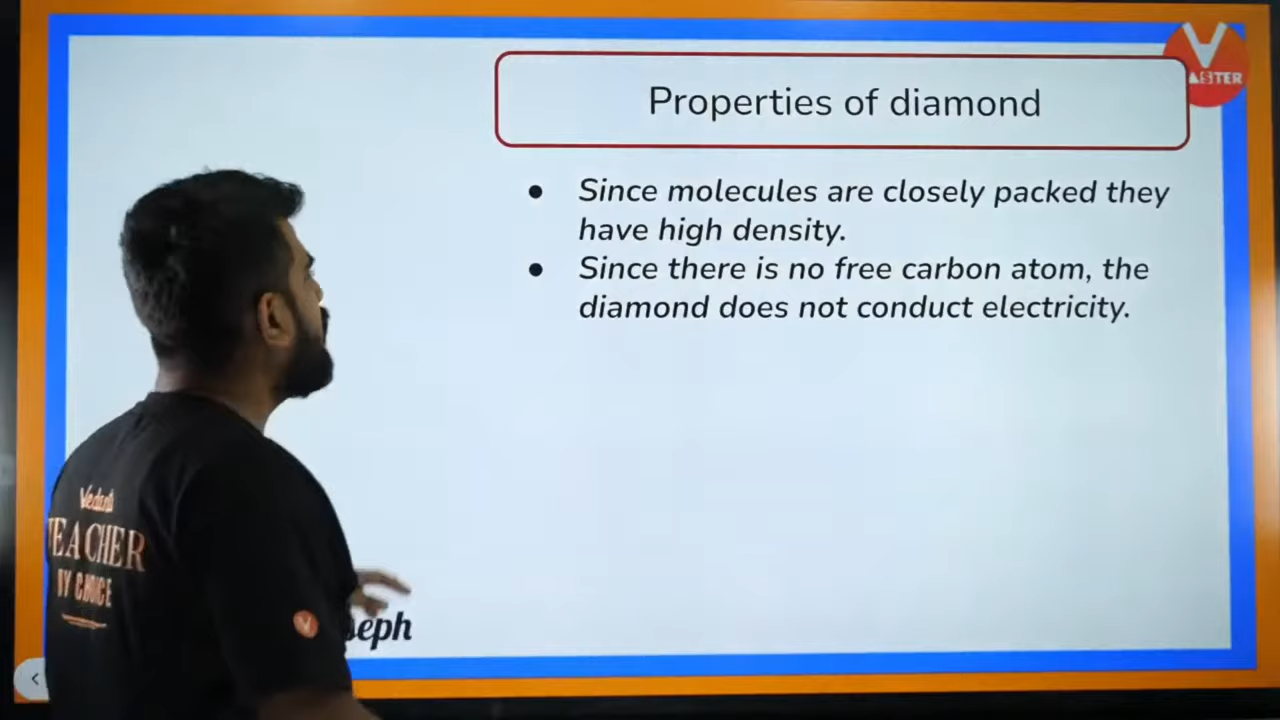 Properties of diamond
● Since molecules are closely packed they
have high density.
● Since there is no free carbon atom, the
diamond does not conduct electricity.
TEACHER
BY CHOICE